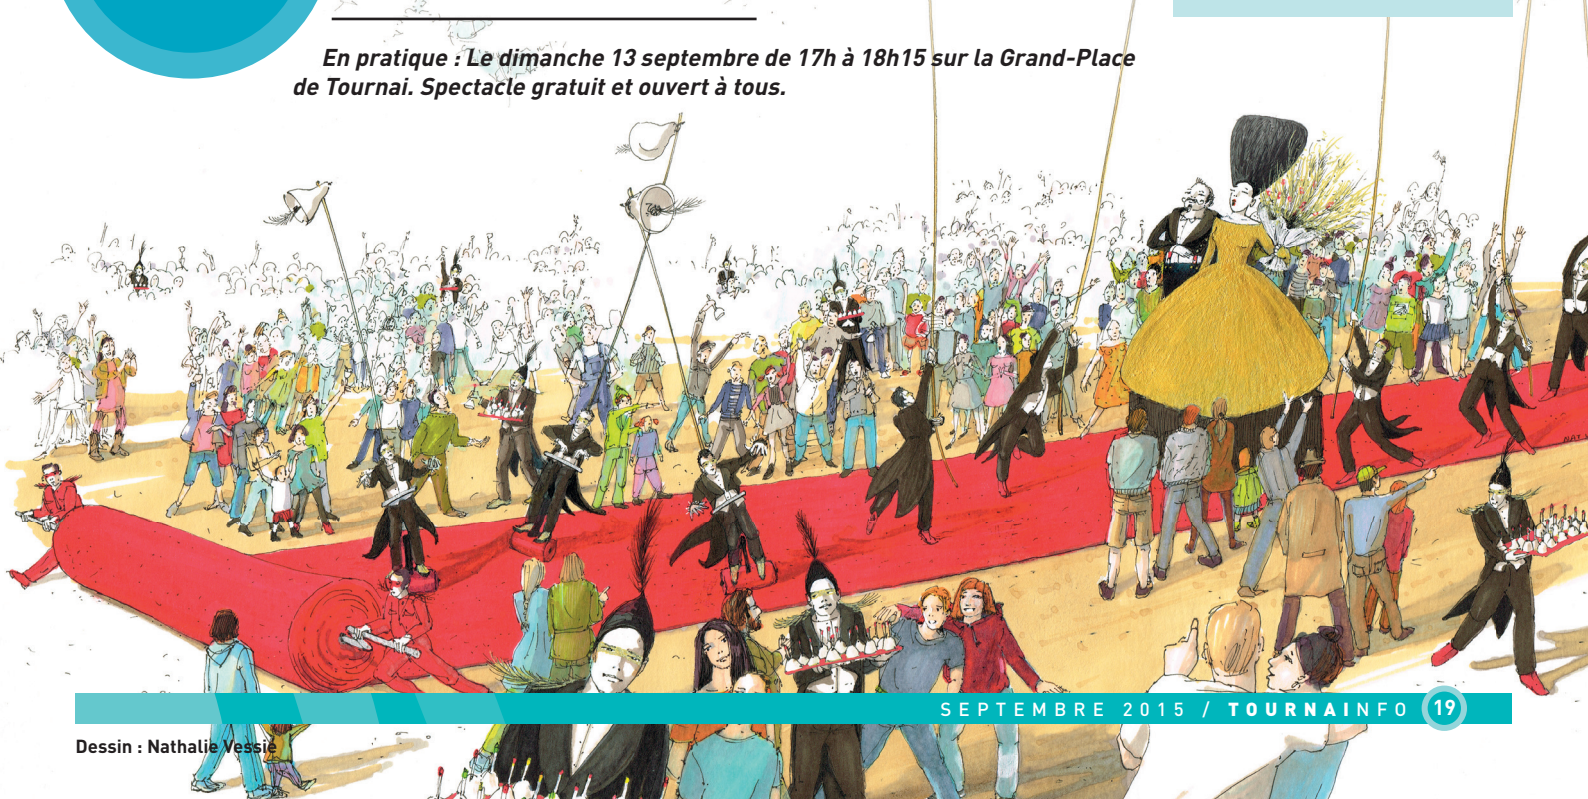 En pratique : Le dimanche 13 septembre de 17h à 18h15 sur la Grand-Place
de Tournai. Spectacle gratuit et ouvert à tous.
SEPTEMBRE 2015 / TOURNAINFO 19
Dessin : Nathalie Vessié